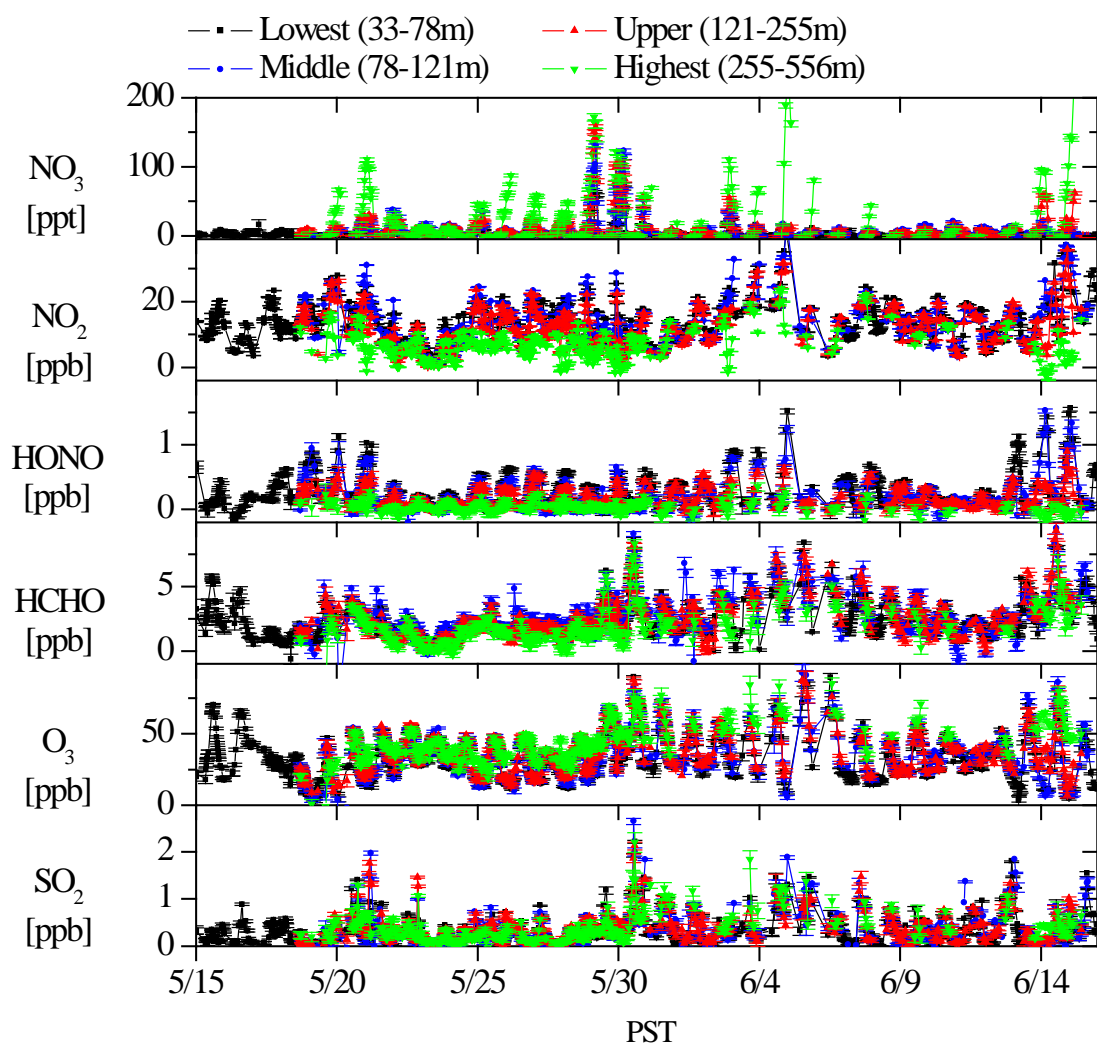 Lowest (33-78m) Upper (121-255m)
Middle (78-121m) Highest (255-556m)
200
100
0
NO3
[ppt]
20
0
NO2
[ppb]
1
0
HONO
[ppb]
5
0
HCHO
[ppb]
50
0
O3
[ppb]
2
1
0
SO2
[ppb]
5/15 5/20 5/25 5/30 6/4 6/9 6/14
PST